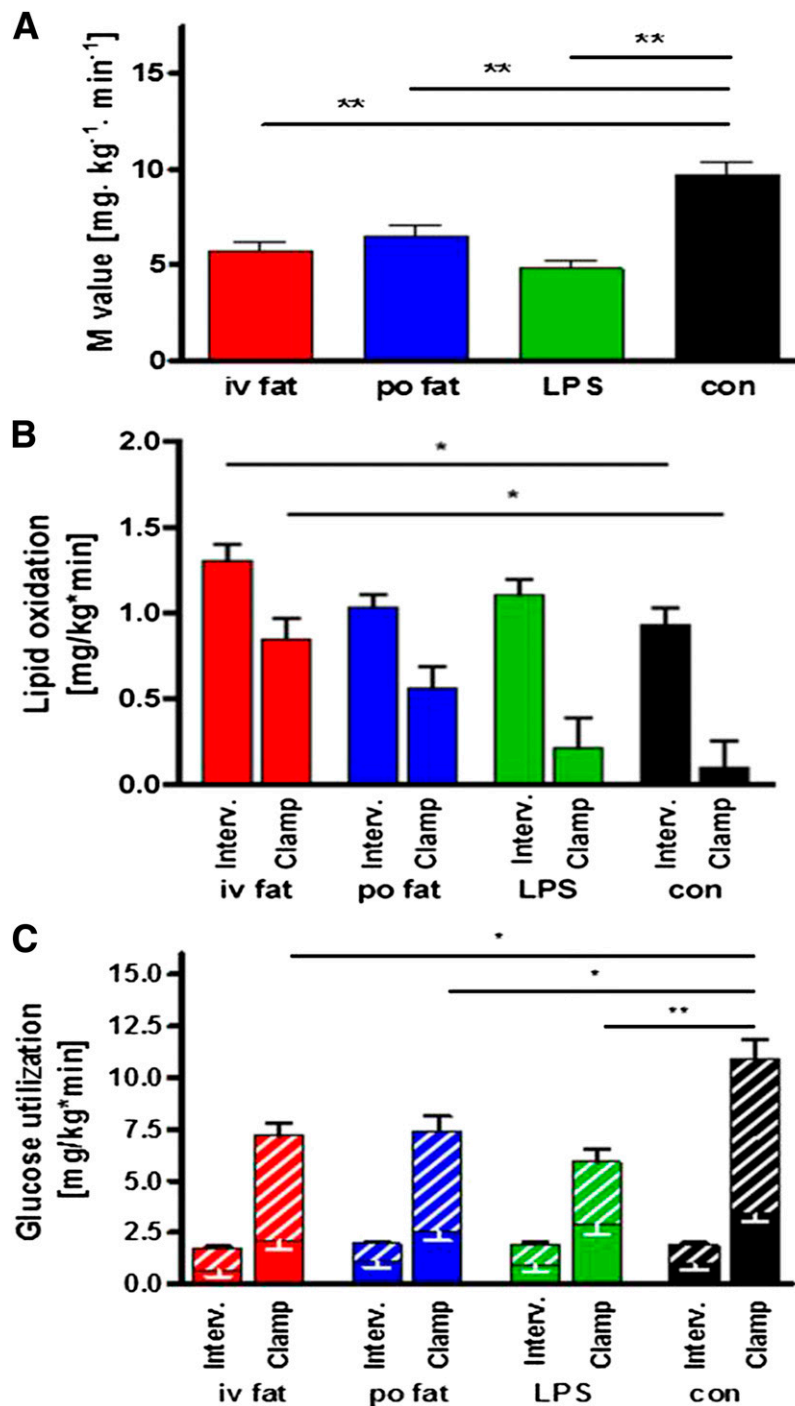 A
M value [mg· kg⁻¹· min⁻¹]
15
10
5
0
**
**
**
iv fat po fat LPS con
B
Lipid oxidation
[mg/kg*min]
2.0
1.5
1.0
0.5
0.0
*
*
Interv. Clamp Interv. Clamp Interv. Clamp Interv. Clamp
iv fat po fat LPS con
C
Glucose utilization
[mg/kg*min]
15.0
12.5
10.0
7.5
5.0
2.5
0.0
*
*
**
Interv. Clamp Interv. Clamp Interv. Clamp Interv. Clamp
iv fat po fat LPS con